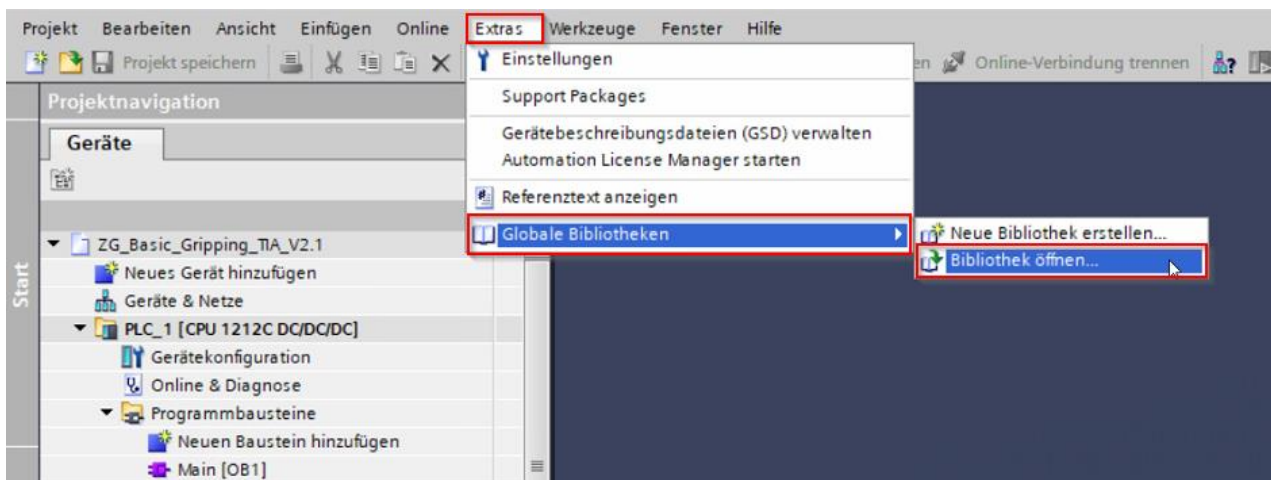 Projekt Bearbeiten Ansicht Einfügen Online Extras Werkzeuge Fenster Hilfe
Projekt speichern
en Online-Verbindung trennen
Einstellungen
Support Packages
Gerätebeschreibungsdateien (GSD) verwalten
Automation License Manager starten
Referenztext anzeigen
Globale Bibliotheken
Neue Bibliothek erstellen...
Bibliothek öffnen...
Projektnavigation
Geräte
Start
ZG_Basic_Gripping_TIA_V2.1
Neues Gerät hinzufügen
Geräte & Netze
PLC_1 [CPU 1212C DC/DC/DC]
Gerätekonfiguration
Online & Diagnose
Programmbausteine
Neuen Baustein hinzufügen
Main [OB1]